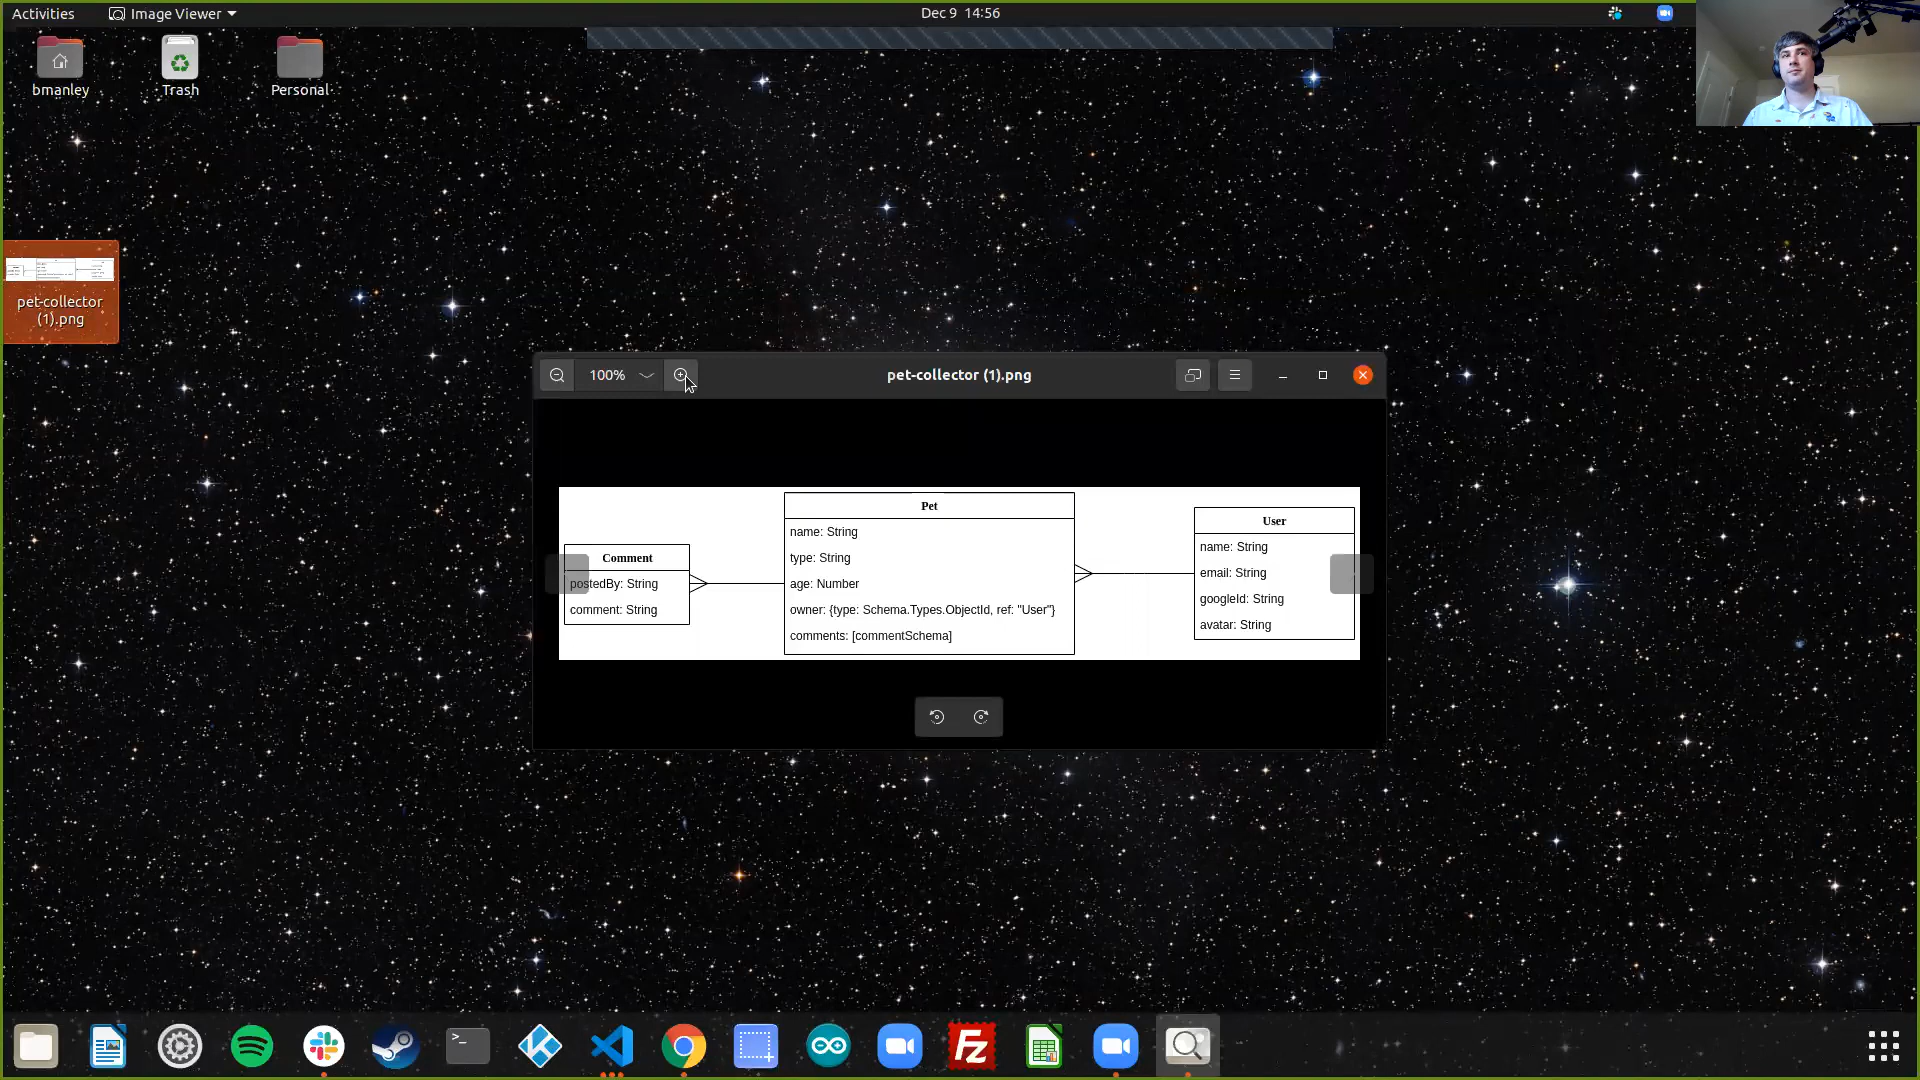 Activities
Image Viewer
Dec 9 14:56
bmanley
Trash
Personal
pet-collector
(1).png
100%
pet-collector (1).png
Comment
postedBy: String
comment: String
Pet
name: String
type: String
age: Number
owner: {type: Schema.Types.ObjectId, ref: "User"}
comments: [commentSchema]
User
name: String
email: String
googleId: String
avatar: String